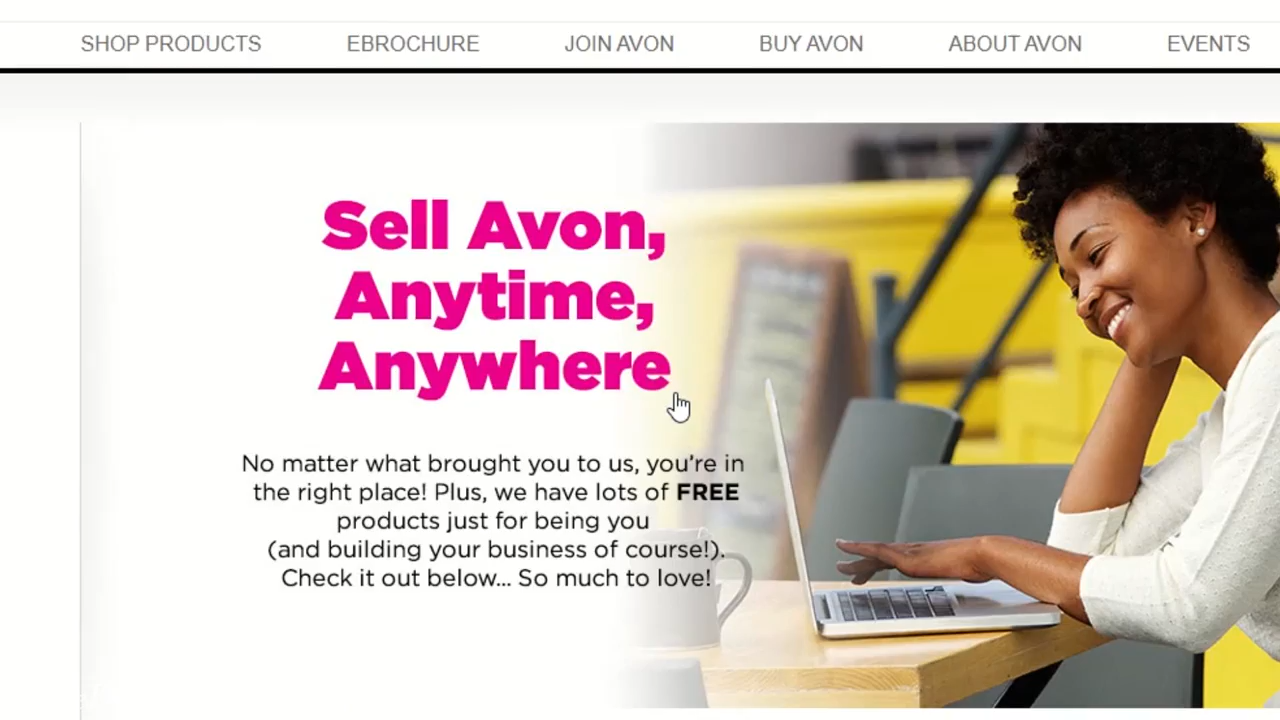 SHOP PRODUCTS EBROCHURE JOIN AVON BUY AVON ABOUT AVON EVENTS
Sell Avon,
Anytime,
Anywhere
No matter what brought you to us, you’re in
the right place! Plus, we have lots of FREE
products just for being you
(and building your business of course!).
Check it out below... So much to love!